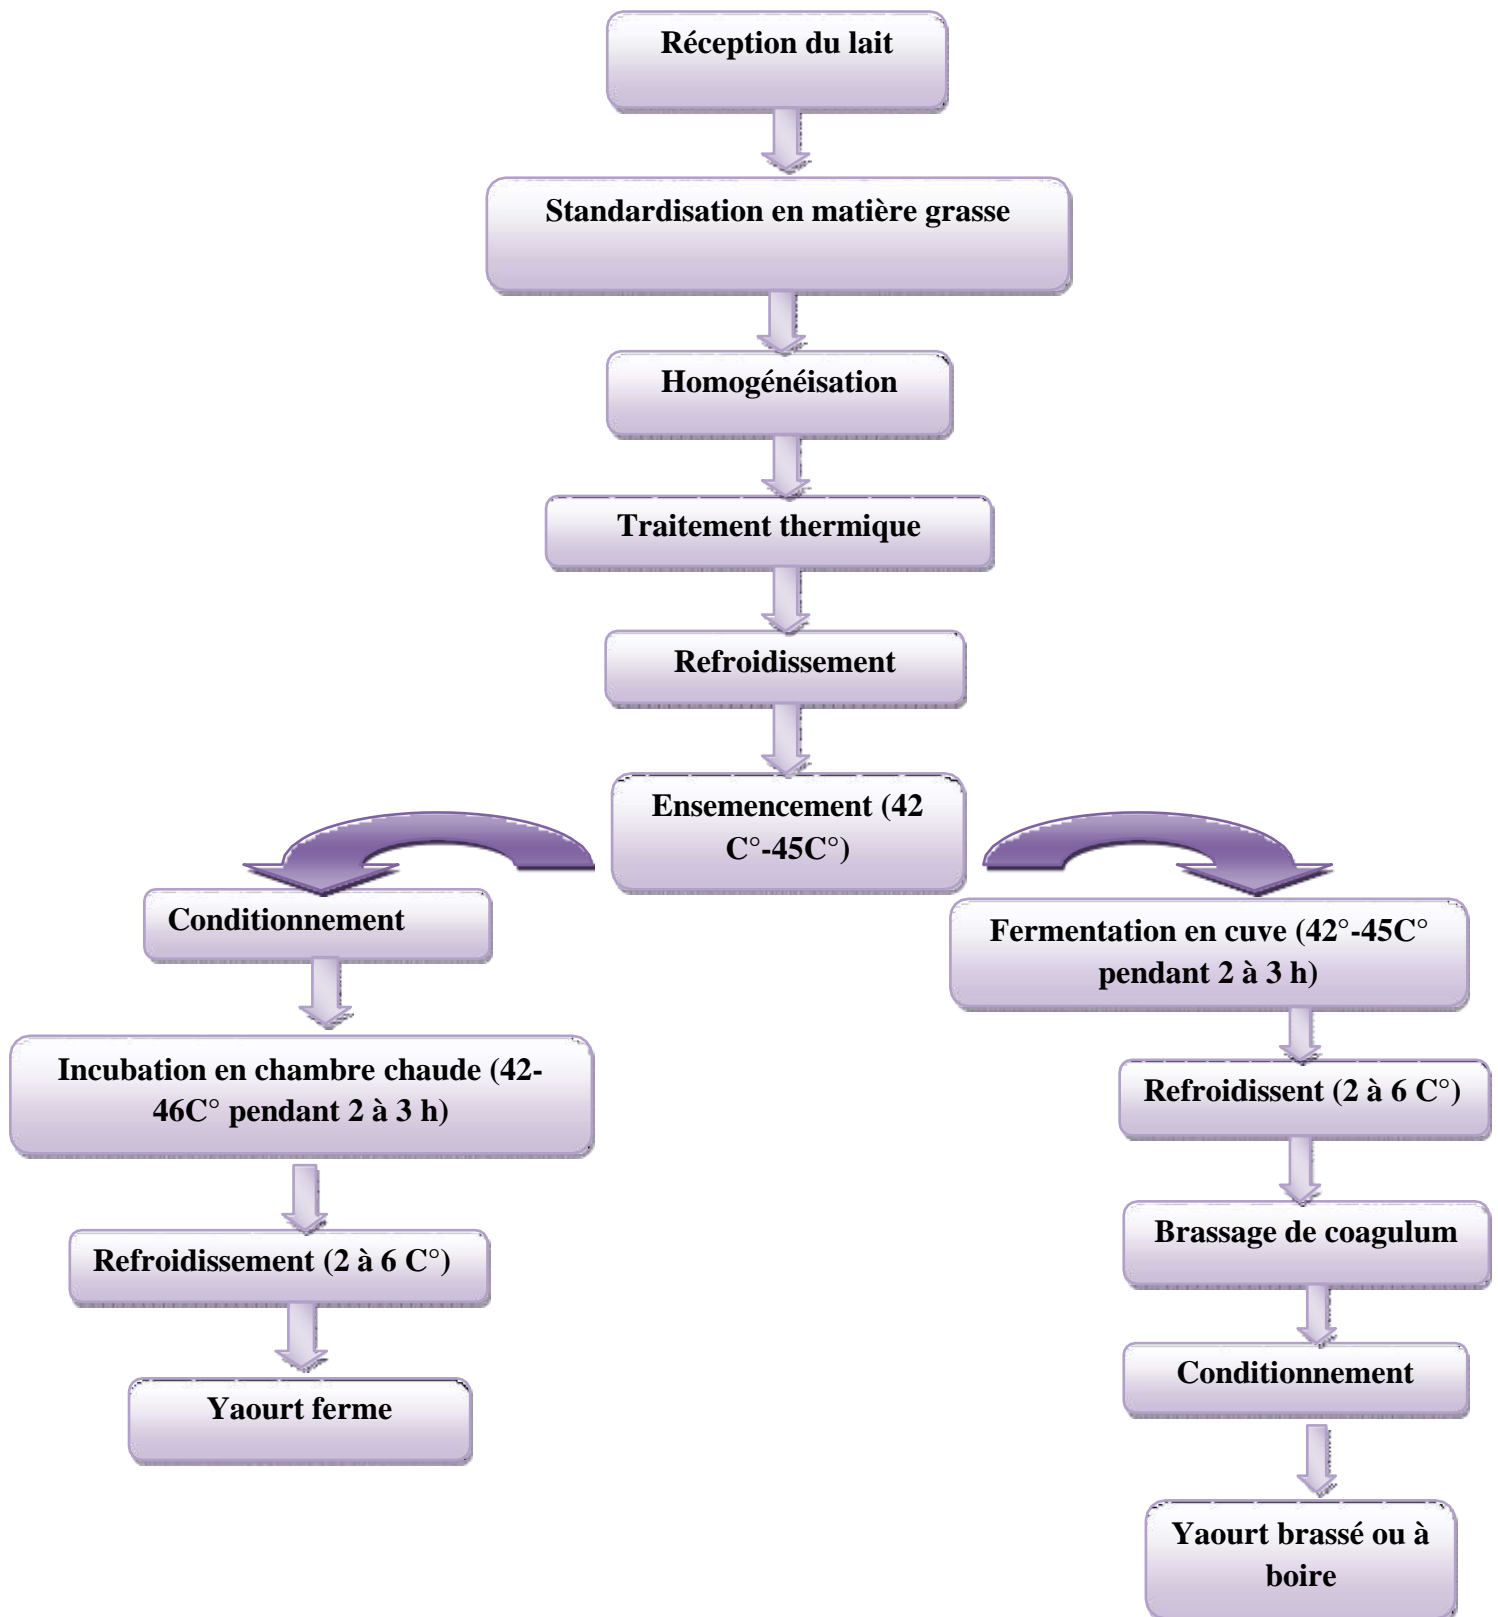 Réception du lait
Standardisation en matière grasse
Homogénéisation
Traitement thermique
Refroidissement
Ensemencement (42
C°-45C°)
Conditionnement
Incubation en chambre chaude (42-
46C° pendant 2 à 3 h)
Refroidissement (2 à 6 C°)
Yaourt ferme
Fermentation en cuve (42°-45C°
pendant 2 à 3 h)
Refroidissent (2 à 6 C°)
Brassage de coagulum
Conditionnement
Yaourt brassé ou à
boire